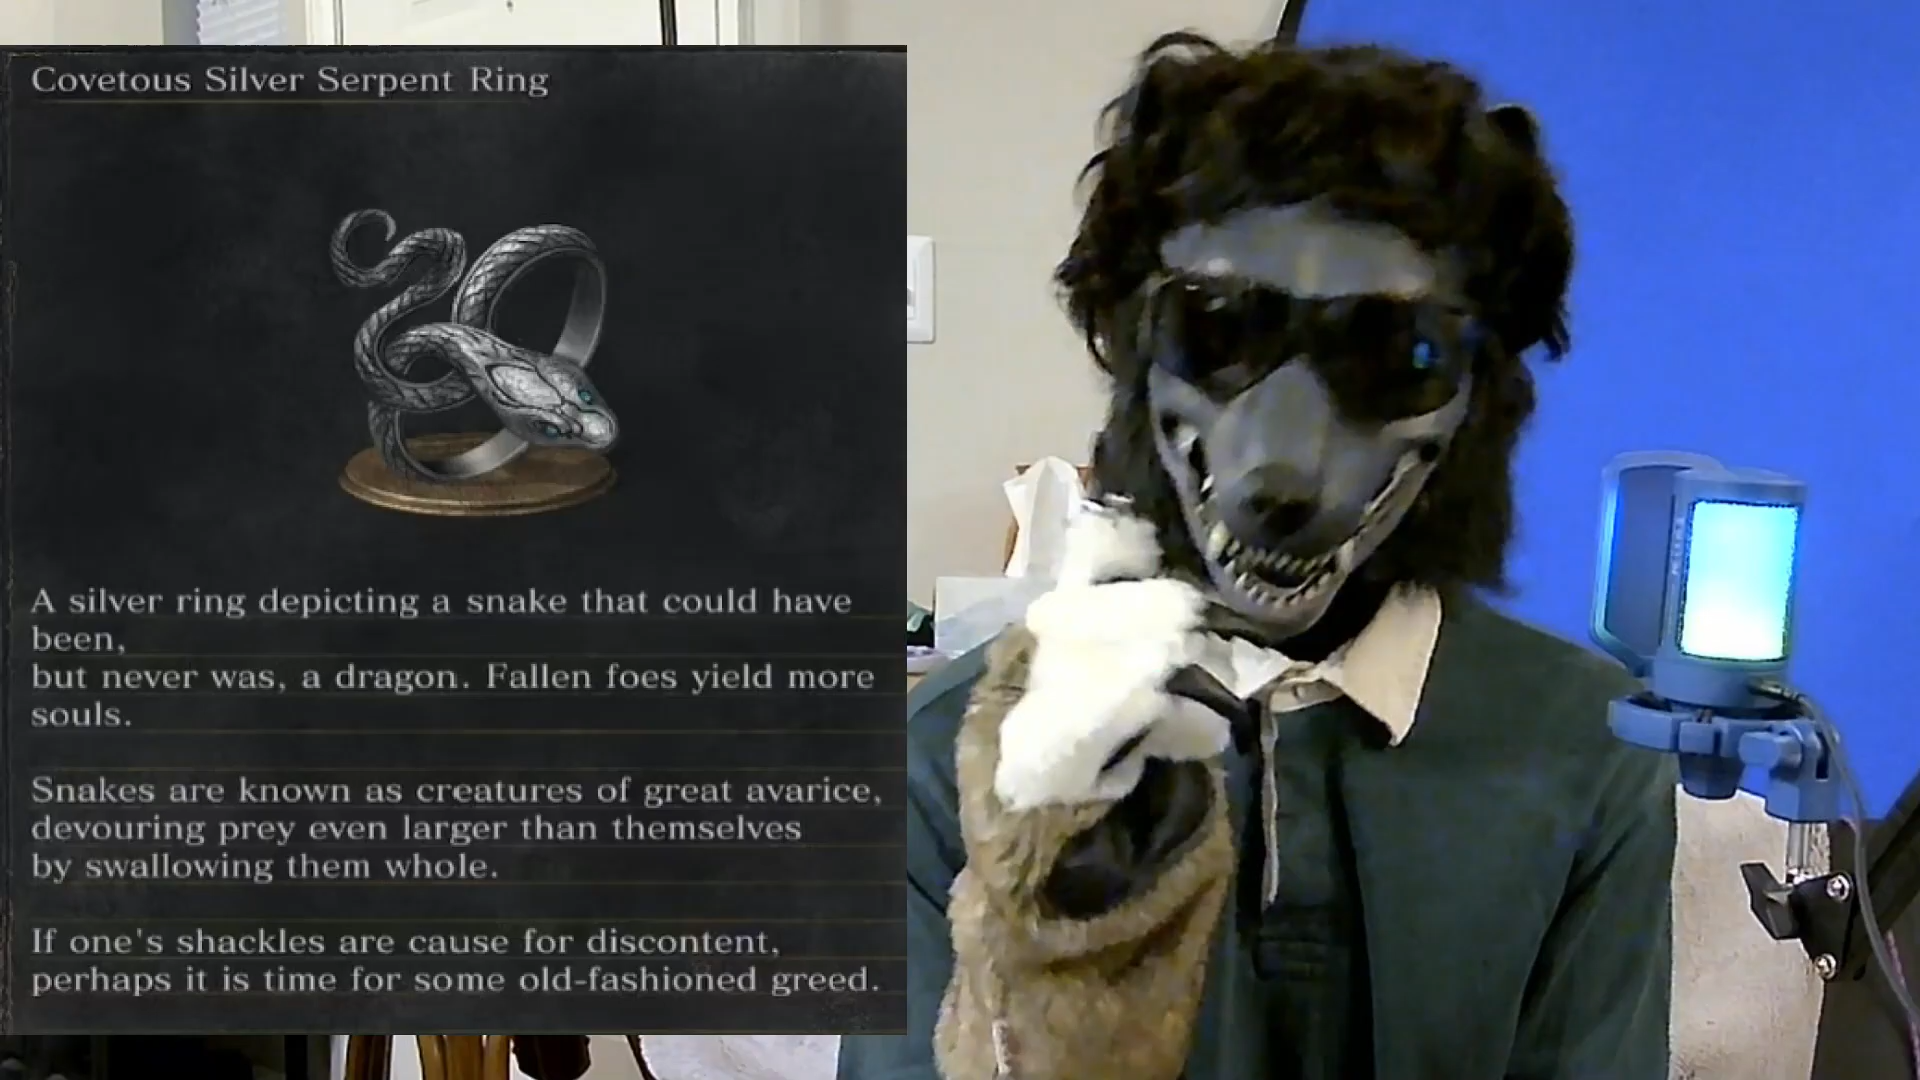 Covetous Silver Serpent Ring
A silver ring depicting a snake that could have
been,
but never was, a dragon. Fallen foes yield more
souls.
Snakes are known as creatures of great avarice,
devouring prey even larger than themselves
by swallowing them whole.
If one's shackles are cause for discontent,
perhaps it is time for some old-fashioned greed.